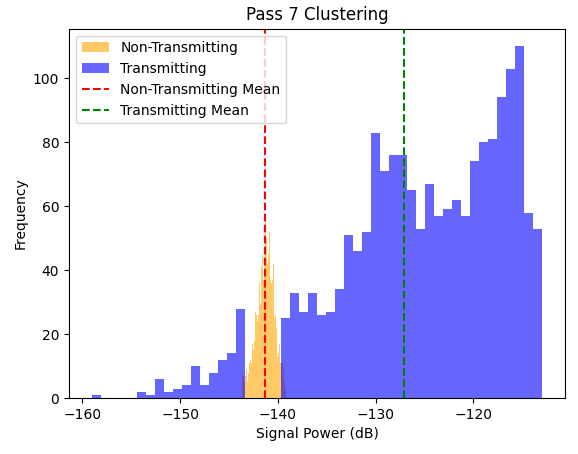 Pass 7 Clustering
Non-Transmitting
Transmitting
Non-Transmitting Mean
Transmitting Mean
Frequency
100
80
60
40
20
0
−160 −150 −140 −130 −120
Signal Power (dB)